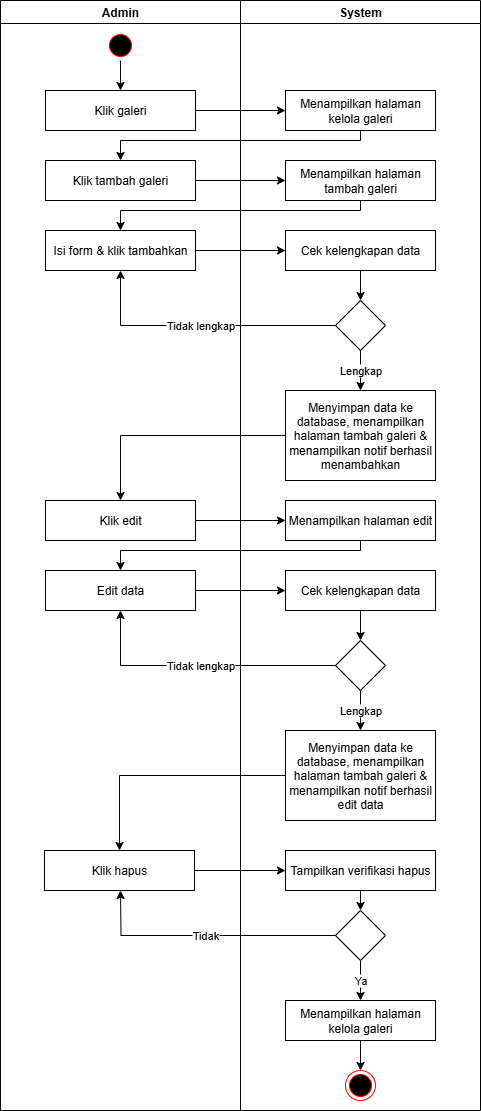 Admin
System
Klik galeri
Menampilkan halaman
kelola galeri
Klik tambah galeri
Menampilkan halaman
tambah galeri
Isi form & klik tambahkan
Cek kelengkapan data
Tidak lengkap
Lengkap
Menyimpan data ke
database, menampilkan
halaman tambah galeri &
menampilkan notif berhasil
menambahkan
Klik edit
Menampilkan halaman edit
Edit data
Cek kelengkapan data
Tidak lengkap
Lengkap
Menyimpan data ke
database, menampilkan
halaman tambah galeri &
menampilkan notif berhasil
edit data
Klik hapus
Tampilkan verifikasi hapus
Tidak
Ya
Menampilkan halaman
kelola galeri